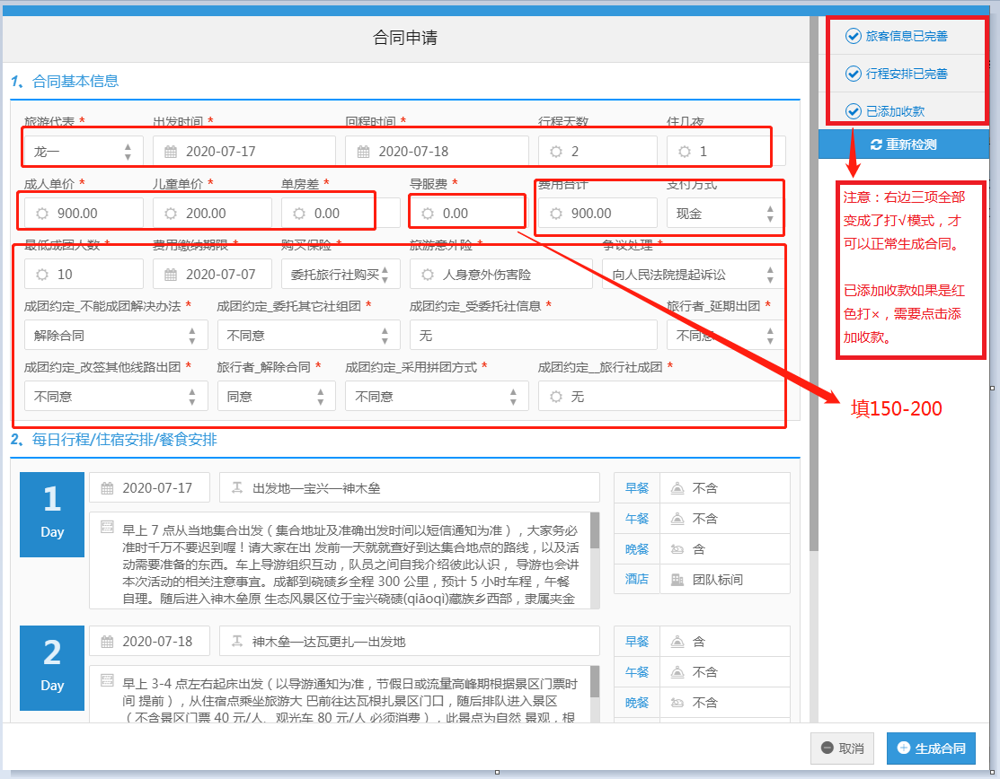 合同申请
1、合同基本信息
旅游代表 * 出发时间 * 回程时间 * 行程天数 住几夜
龙一 2020-07-17 2020-07-18 2 1
成人单价 * 儿童单价 * 单房差 * 导服费 * 费用合计 支付方式
900.00 200.00 0.00 0.00 900.00 现金
最低成团人数 * 费用缴纳期限 * 购买保险 * 旅游意外险 * 争议处理 *
10 2020-07-07 委托旅行社购买 人身意外伤害险 向人民法院提起诉讼
成团约定_不能成团解决办法 * 成团约定_委托其它社组团 * 成团约定_受委托社信息 * 旅行者_延期出团 *
解除合同 不同意 无 不同意
成团约定_改签其他线路出团 * 旅行者_解除合同 * 成团约定_采用拼团方式 * 成团约定__旅行社成团 *
不同意 同意 不同意 无
2、每日行程/住宿安排/餐食安排
1
Day
2020-07-17 出发地—宝兴—神木垒
早上 7 点从当地集合出发（集合地址及准确出发时间以短信通知为准），大家务必
准时千万不要迟到喔！请大家在出 发前一天就就查好到达集合地点的路线，以及活
动需要准备的东西。车上导游组织互动，队员之间自我介绍彼此认识， 导游也会讲
本次活动的相关注意事宜。成都到硗碛乡全程 300 公里，预计 5 小时车程，午餐
自理。随后进入神木垒原 生态风景区位于宝兴硗碛(qiāoqì)藏族乡西部，隶属夹金
早餐 不含
午餐 不含
晚餐 含
酒店 团队标间
2
Day
2020-07-18 神木垒—达瓦更扎—出发地
早上 3-4 点左右起床出发（以导游通知为准，节假日或流量高峰期根据景区门票时
间 提前），从住宿点乘坐旅游大 巴前往达瓦根扎景区门口，随后排队进入景区
（不含景区门票 40 元/人、观光车 80 元/人 必须消费），此景点为自然 景观，根
早餐 含
午餐 不含
晚餐 不含
旅客信息已完善
行程安排已完善
已添加收款
重新检测
注意：右边三项全部
变成了打√模式，才
可以正常生成合同。
已添加收款如果是红
色打×，需要点击添
加收款。
填150-200
取消 生成合同